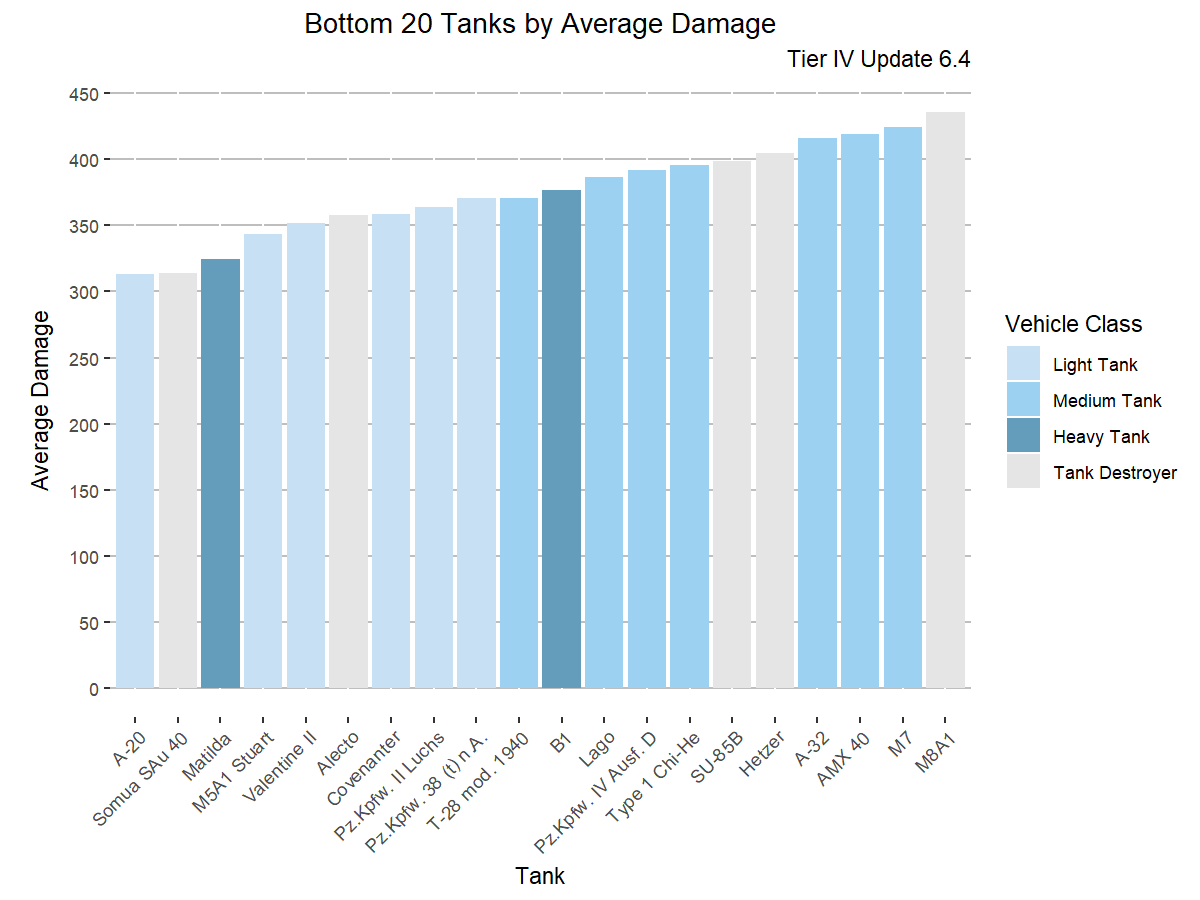 Bottom 20 Tanks by Average Damage
Tier IV Update 6.4
450
400
350
300
250
200
150
100
50
0
Average Damage
A-20
Somua SAu 40
Matilda
M5A1 Stuart
Valentine II
Alecto
Covenanter
Pz.Kpfw. II Luchs
Pz.Kpfw. 38 (t) n.A.
T-28 mod. 1940
B1
Lago
Pz.Kpfw. IV Ausf. D
Type 1 Chi-He
SU-85B
Hetzer
A-32
AMX 40
M7
M8A1
Tank
Vehicle Class
Light Tank
Medium Tank
Heavy Tank
Tank Destroyer